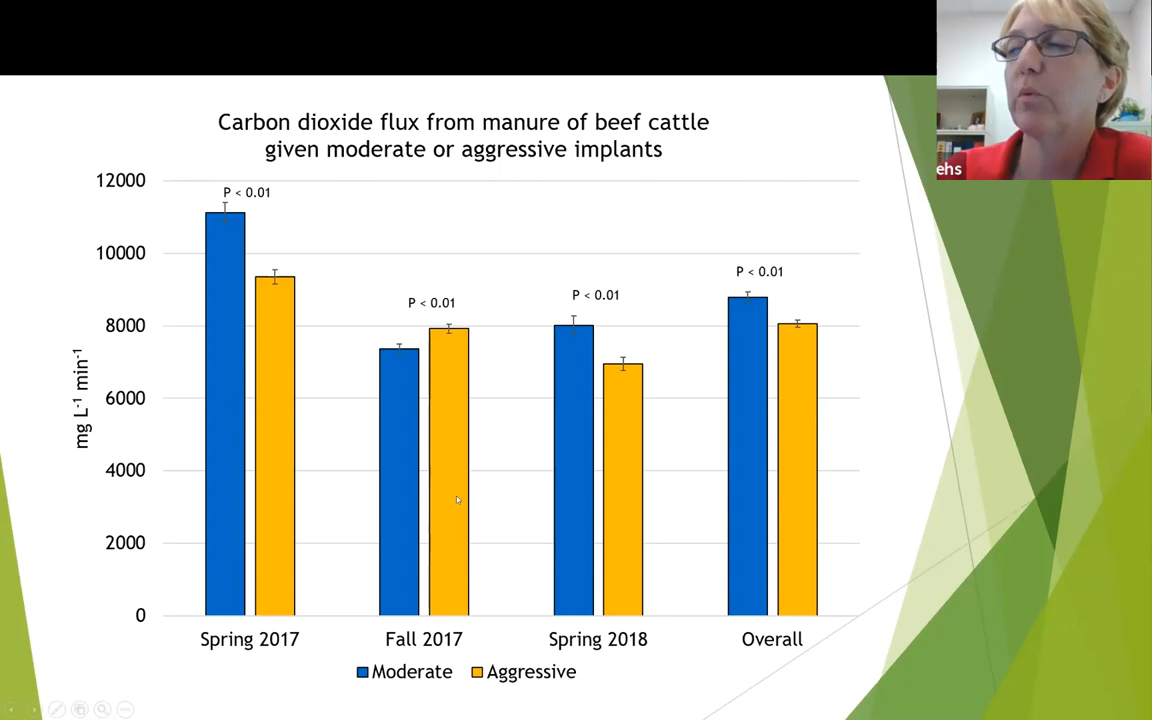 ehs
Carbon dioxide flux from manure of beef cattle
given moderate or aggressive implants
12000
10000
8000
6000
4000
2000
0
mg L⁻¹ min⁻¹
P < 0.01
P < 0.01
P < 0.01
P < 0.01
Spring 2017 Fall 2017 Spring 2018 Overall
Moderate Aggressive